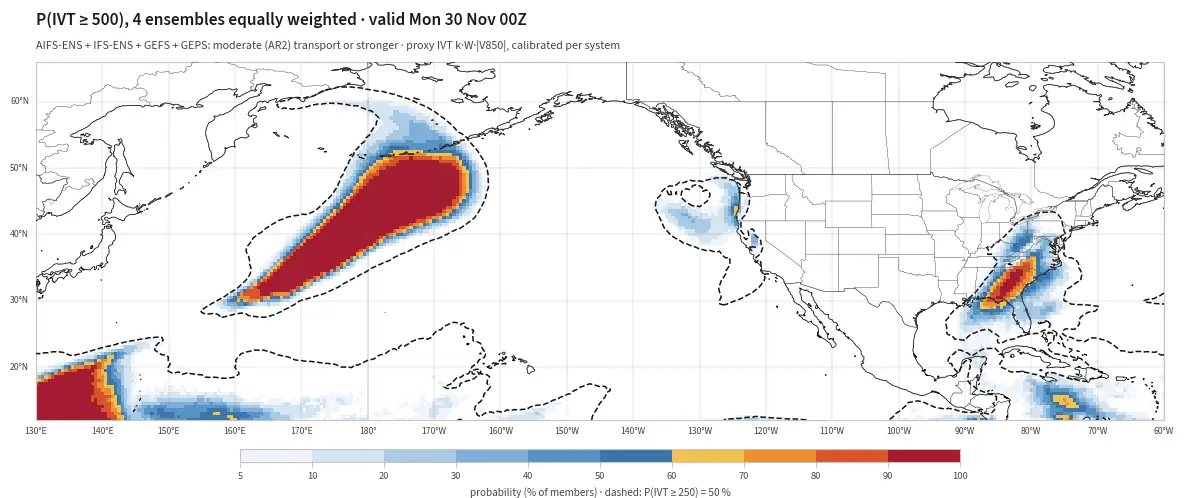 P(IVT ≥ 500), 4 ensembles equally weighted · valid Mon 30 Nov 00Z
AIFS-ENS + IFS-ENS + GEFS + GEPS: moderate (AR2) transport or stronger · proxy IVT k·W·|V850|, calibrated per system
60°N
50°N
40°N
30°N
20°N
130°E 140°E 150°E 160°E 170°E 180° 170°W 160°W 150°W 140°W 130°W 120°W 110°W 100°W 90°W 80°W 70°W 60°W
5 10 20 30 40 50 60 70 80 90 100
probability (% of members) · dashed: P(IVT ≥ 250) = 50 %